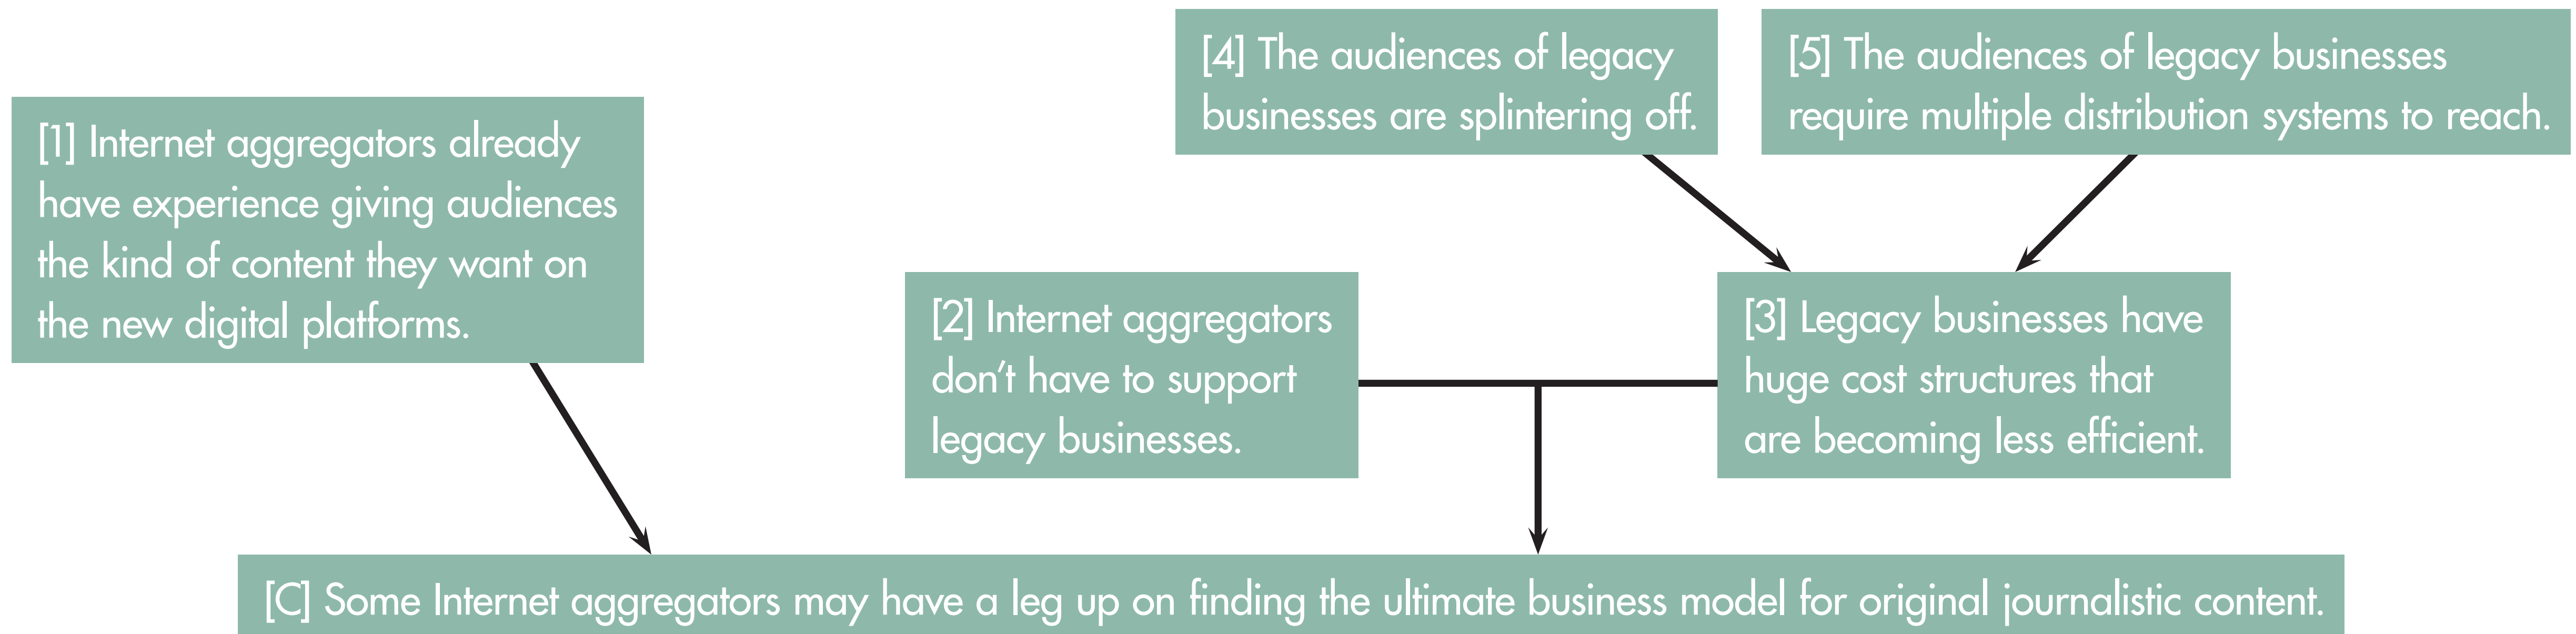 [1] Internet aggregators already
have experience giving audiences
the kind of content they want on
the new digital platforms.
[4] The audiences of legacy
businesses are splintering off.
[5] The audiences of legacy businesses
require multiple distribution systems to reach.
[2] Internet aggregators
don’t have to support
legacy businesses.
[3] Legacy businesses have
huge cost structures that
are becoming less efficient.
[C] Some Internet aggregators may have a leg up on finding the ultimate business model for original journalistic content.